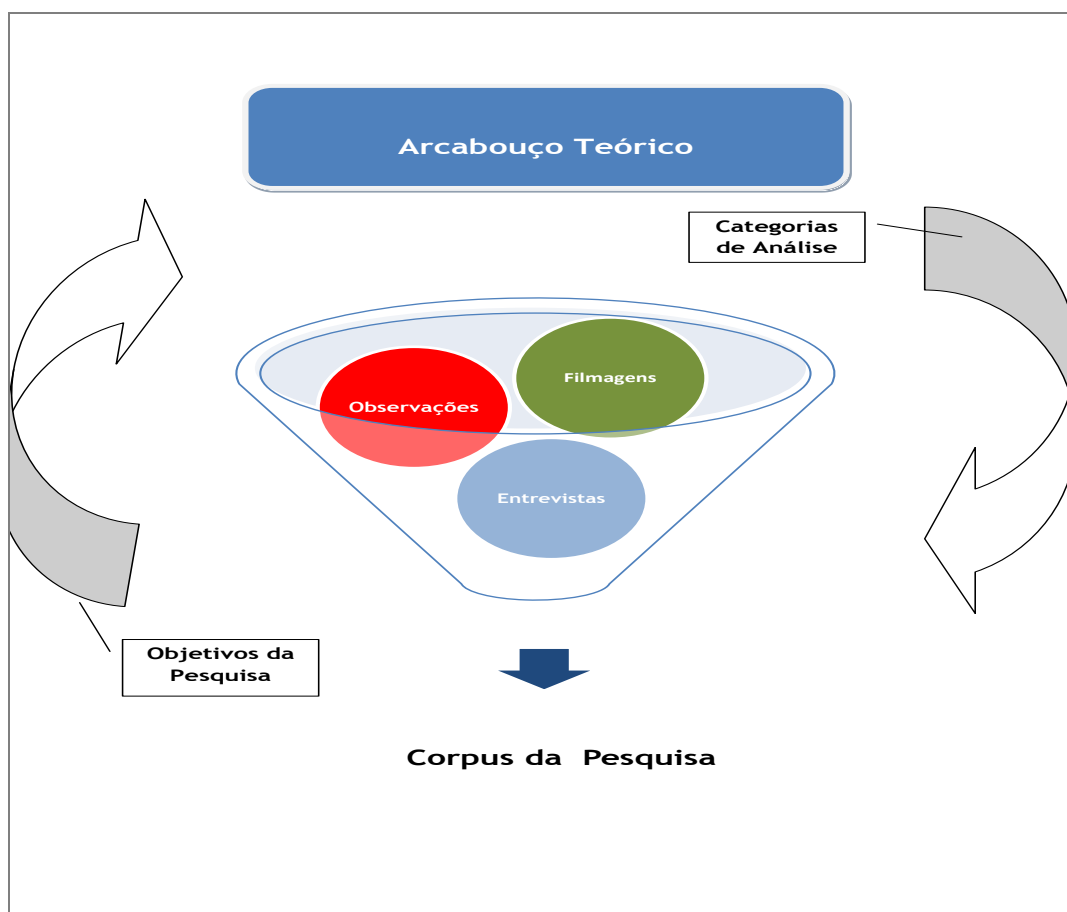 Arcabouço Teórico
Categorias
de Análise
Filmagens
Observações
Entrevistas
Objetivos da
Pesquisa
Corpus da Pesquisa